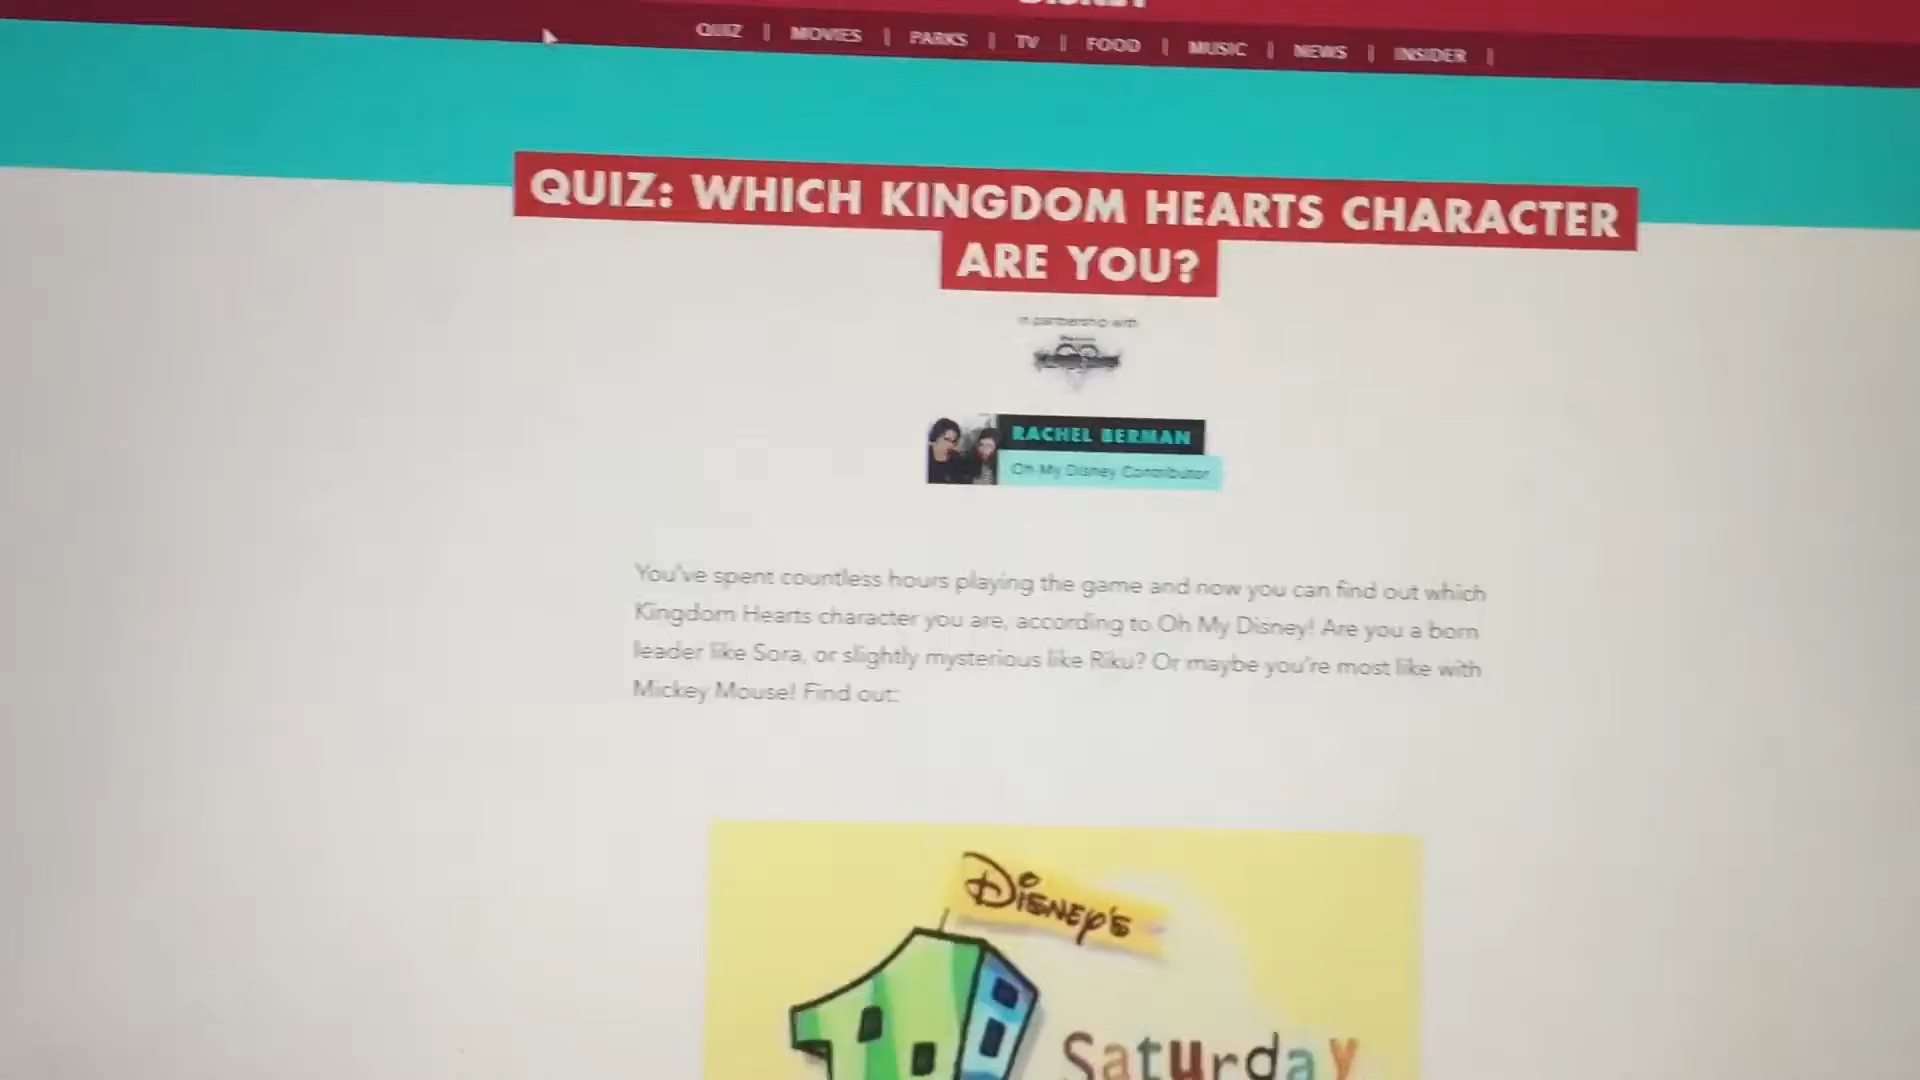 QUIZ | MOVIES | PARKS | TV | FOOD | MUSIC | NEWS | INSIDER |
QUIZ: WHICH KINGDOM HEARTS CHARACTER
ARE YOU?
In partnership with
RACHEL BERMAN
Oh My Disney Contributor
You've spent countless hours playing the game and now you can find out which
Kingdom Hearts character you are, according to Oh My Disney! Are you a born
leader like Sora, or slightly mysterious like Riku? Or maybe you're most like with
Mickey Mouse! Find out:
Disney's
Saturday